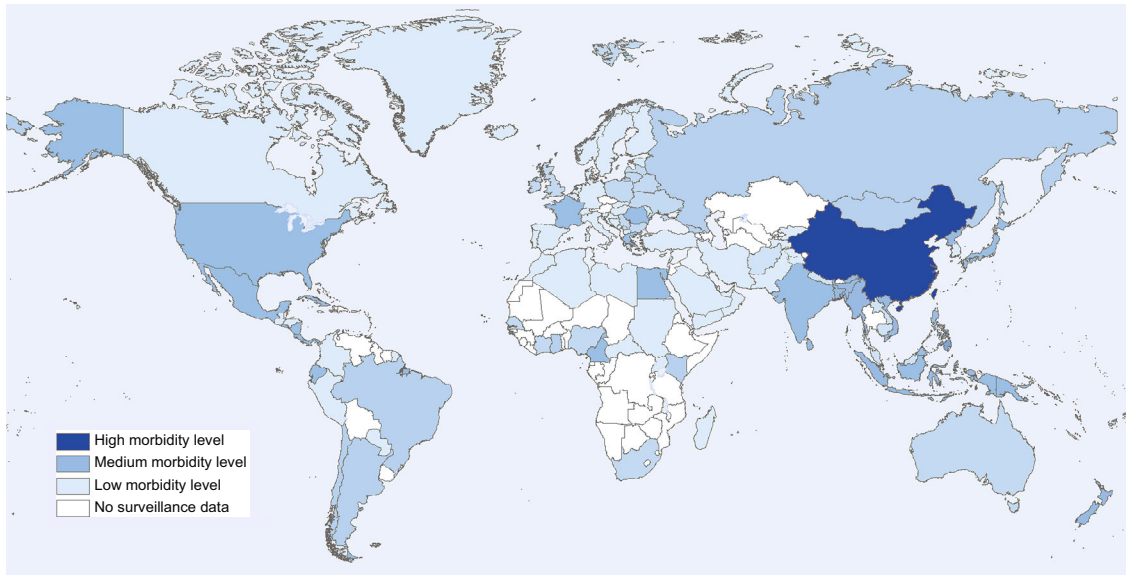 High morbidity level
Medium morbidity level
Low morbidity level
No surveillance data